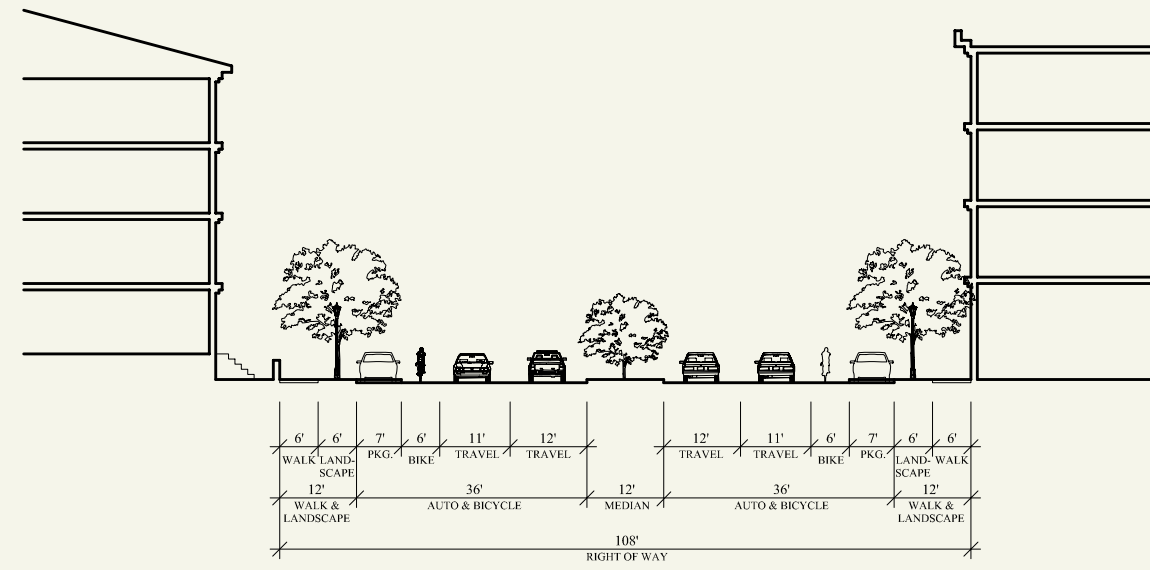 6' 6' 7' 6' 11' 12' 12' 11' 6' 7' 6' 6'
WALK LAND- PKG. BIKE TRAVEL TRAVEL TRAVEL TRAVEL BIKE PKG. LAND- WALK
SCAPE SCAPE
12' 36' 12' 36' 12'
WALK & AUTO & BICYCLE MEDIAN AUTO & BICYCLE WALK &
LANDSCAPE LANDSCAPE
108'
RIGHT OF WAY